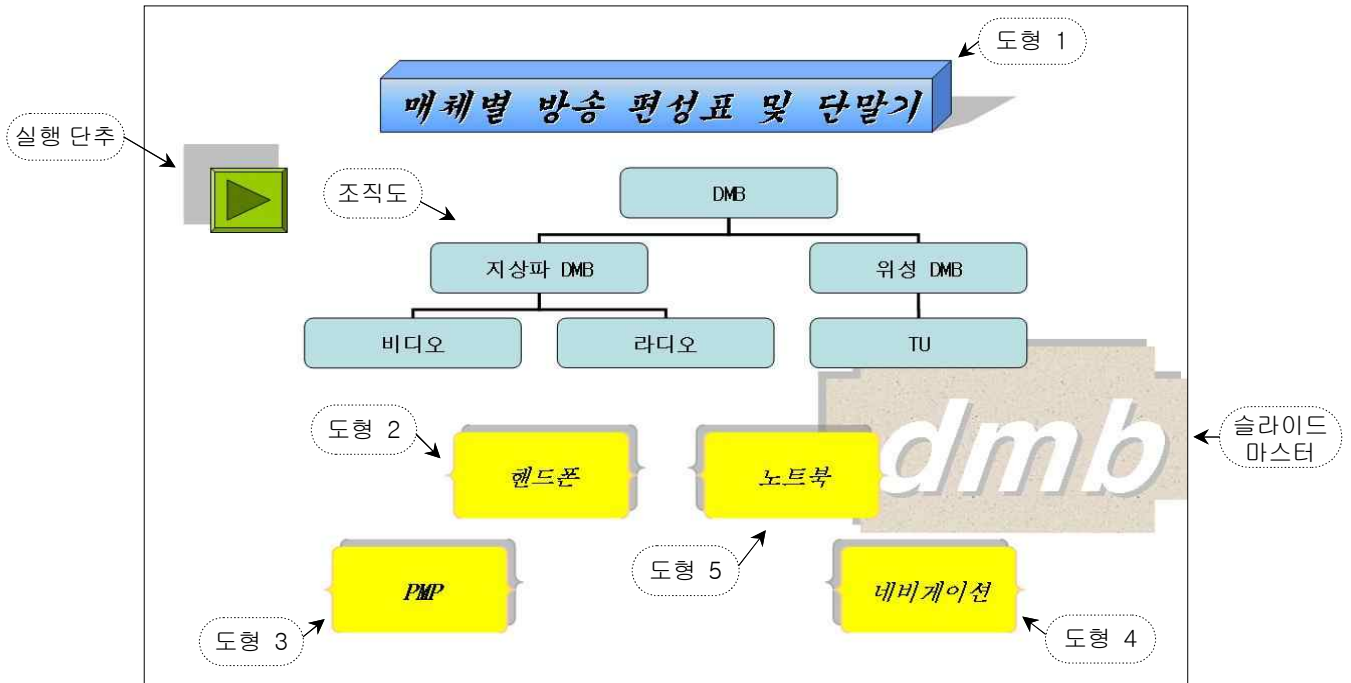 도형 1
매체별 방송 편성표 및 단말기
실행 단추
조직도
DMB
지상파 DMB
위성 DMB
비디오
라디오
TU
dmb
슬라이드
마스터
도형 2
핸드폰
노트북
도형 5
PMP
네비게이션
도형 3
도형 4